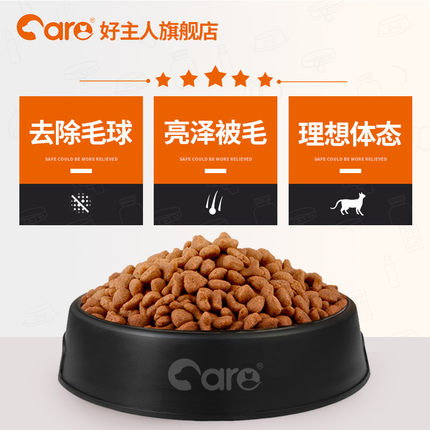 Care® 好主人旗舰店
去除毛球
SAFE COULD BE MORE RELIEVED
亮泽被毛
SAFE COULD BE MORE RELIEVED
理想体态
SAFE COULD BE MORE RELIEVED
Care®